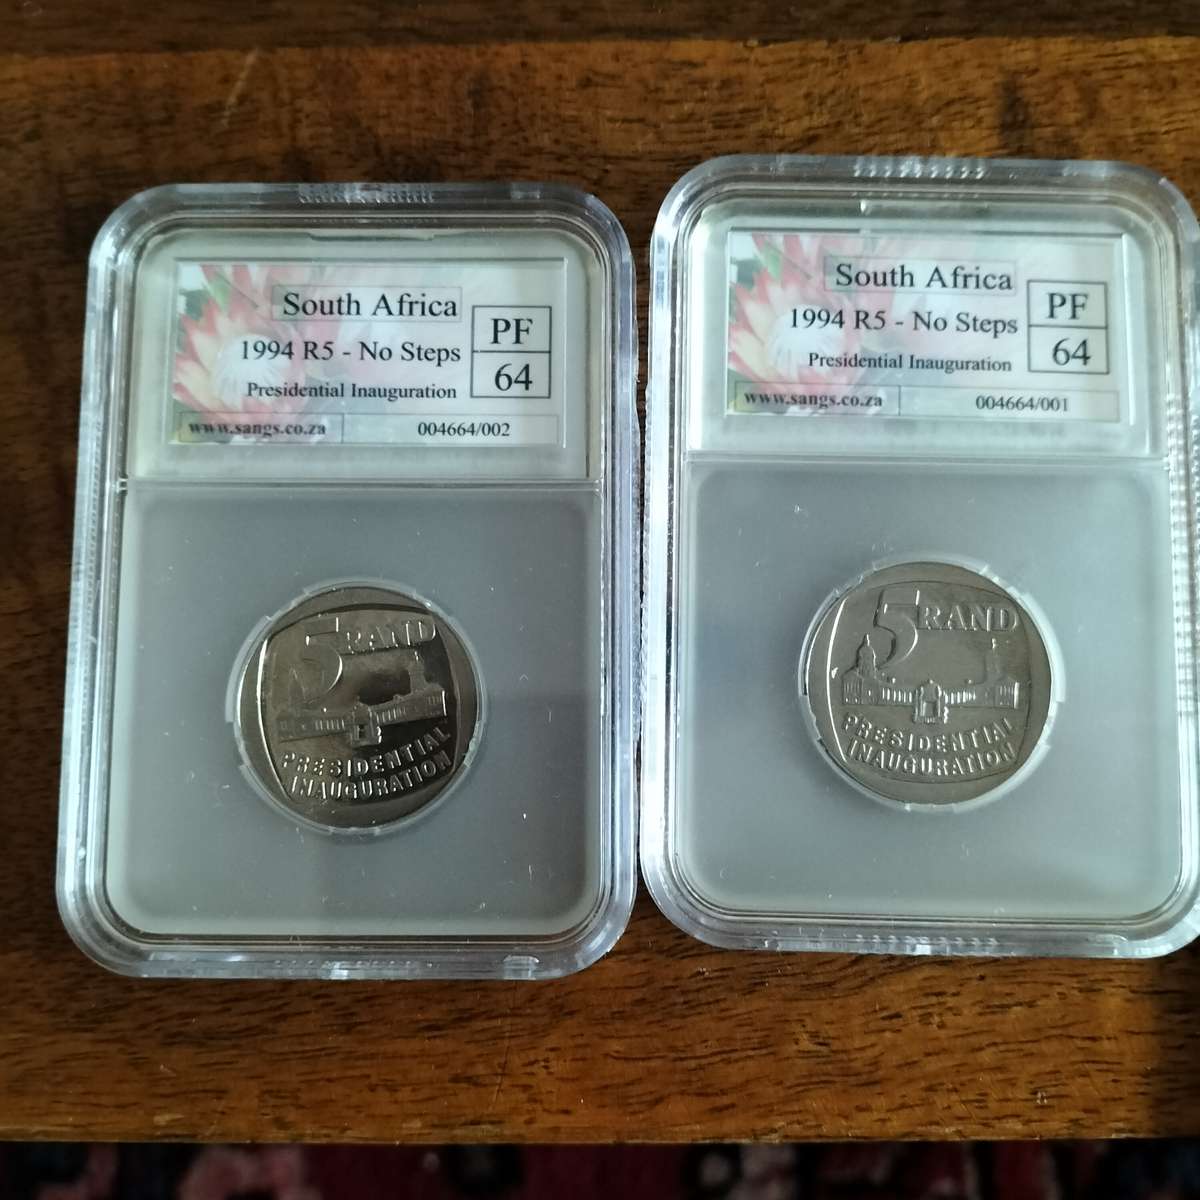 South Africa
1994 R5 - No Steps
Presidential Inauguration
PF
64
www.sangs.co.za
004664/002
5 RAND
PRESIDENTIAL
INAUGURATION
South Africa
1994 R5 - No Steps
Presidential Inauguration
PF
64
www.sangs.co.za
004664/001
5 RAND
PRESIDENTIAL
INAUGURATION